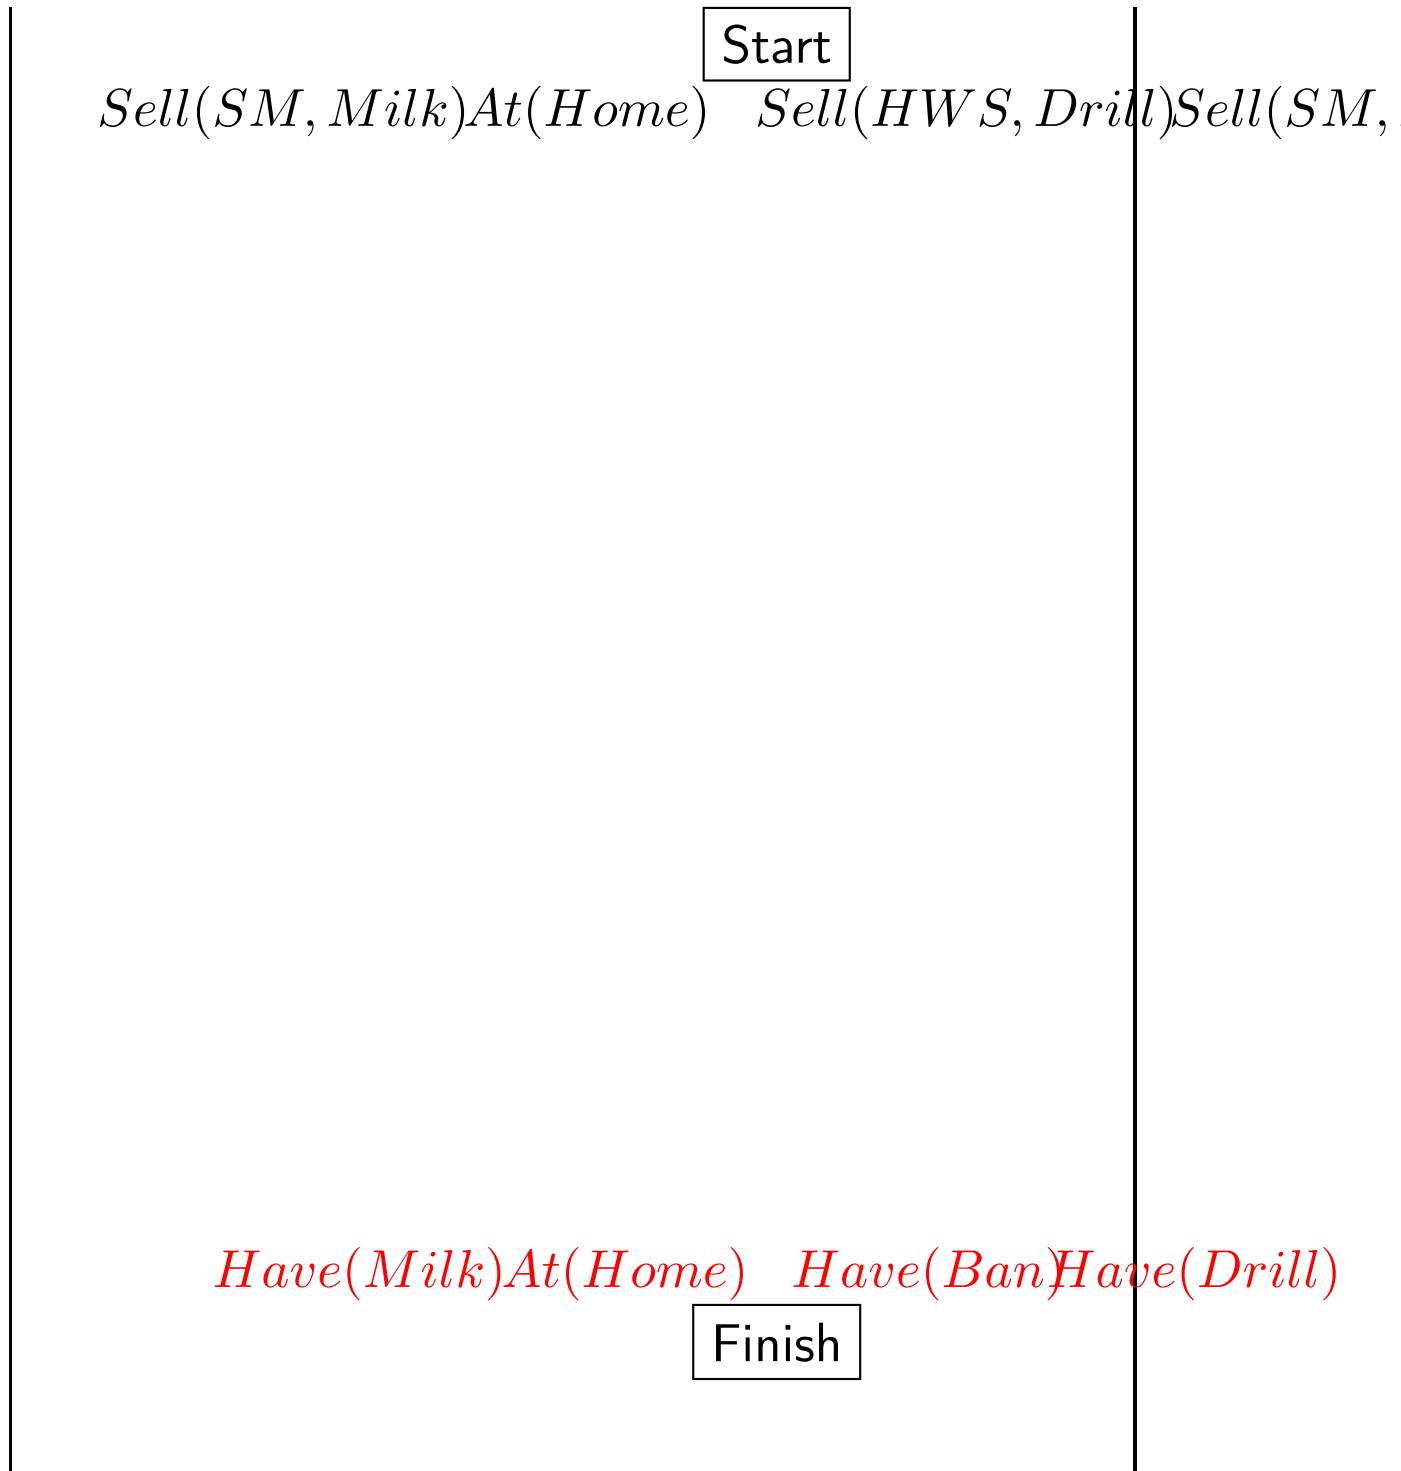 Start
Sell(SM, Milk)At(Home) Sell(HWS, Drill)Sell(SM,
Have(Milk)At(Home) Have(Ban)Have(Drill)
Finish